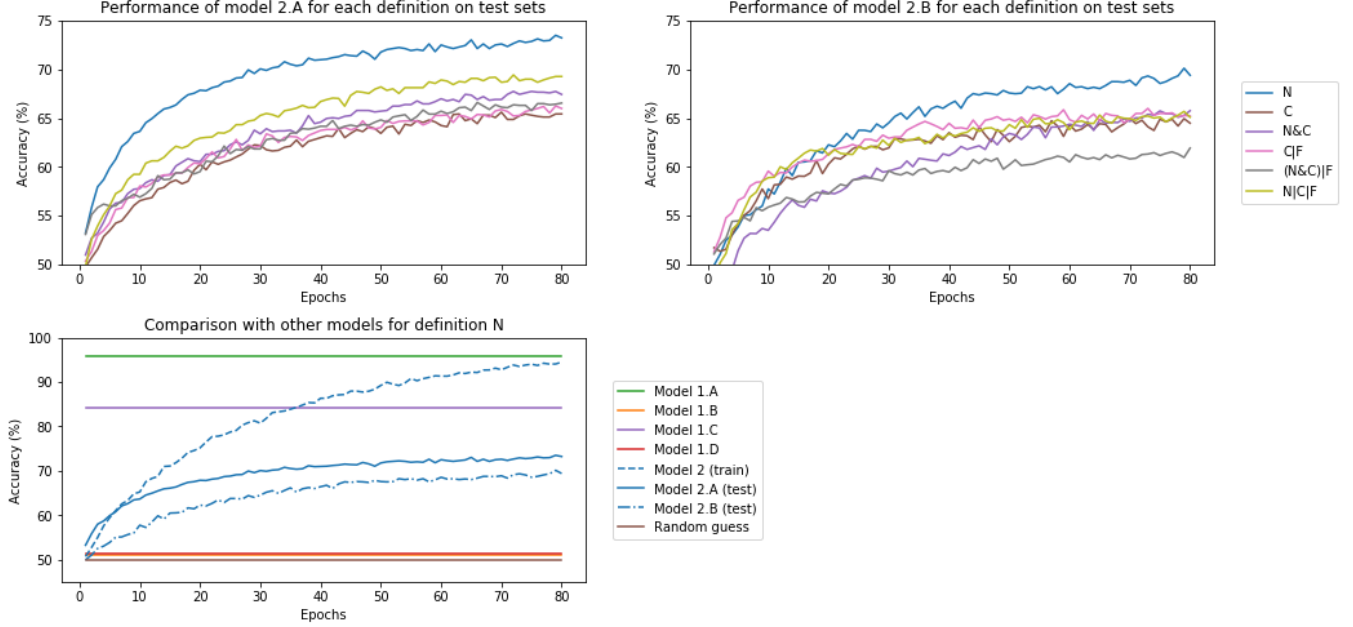 Performance of model 2.A for each definition on test sets
75
70
65
60
55
50
Accuracy (%)
0 10 20 30 40 50 60 70 80
Epochs
Performance of model 2.B for each definition on test sets
75
70
65
60
55
50
Accuracy (%)
0 10 20 30 40 50 60 70 80
Epochs
N
C
N&C
C|F
(N&C)|F
N|C|F
Comparison with other models for definition N
100
90
80
70
60
50
Accuracy (%)
0 10 20 30 40 50 60 70 80
Epochs
Model 1.A
Model 1.B
Model 1.C
Model 1.D
Model 2 (train)
Model 2.A (test)
Model 2.B (test)
Random guess